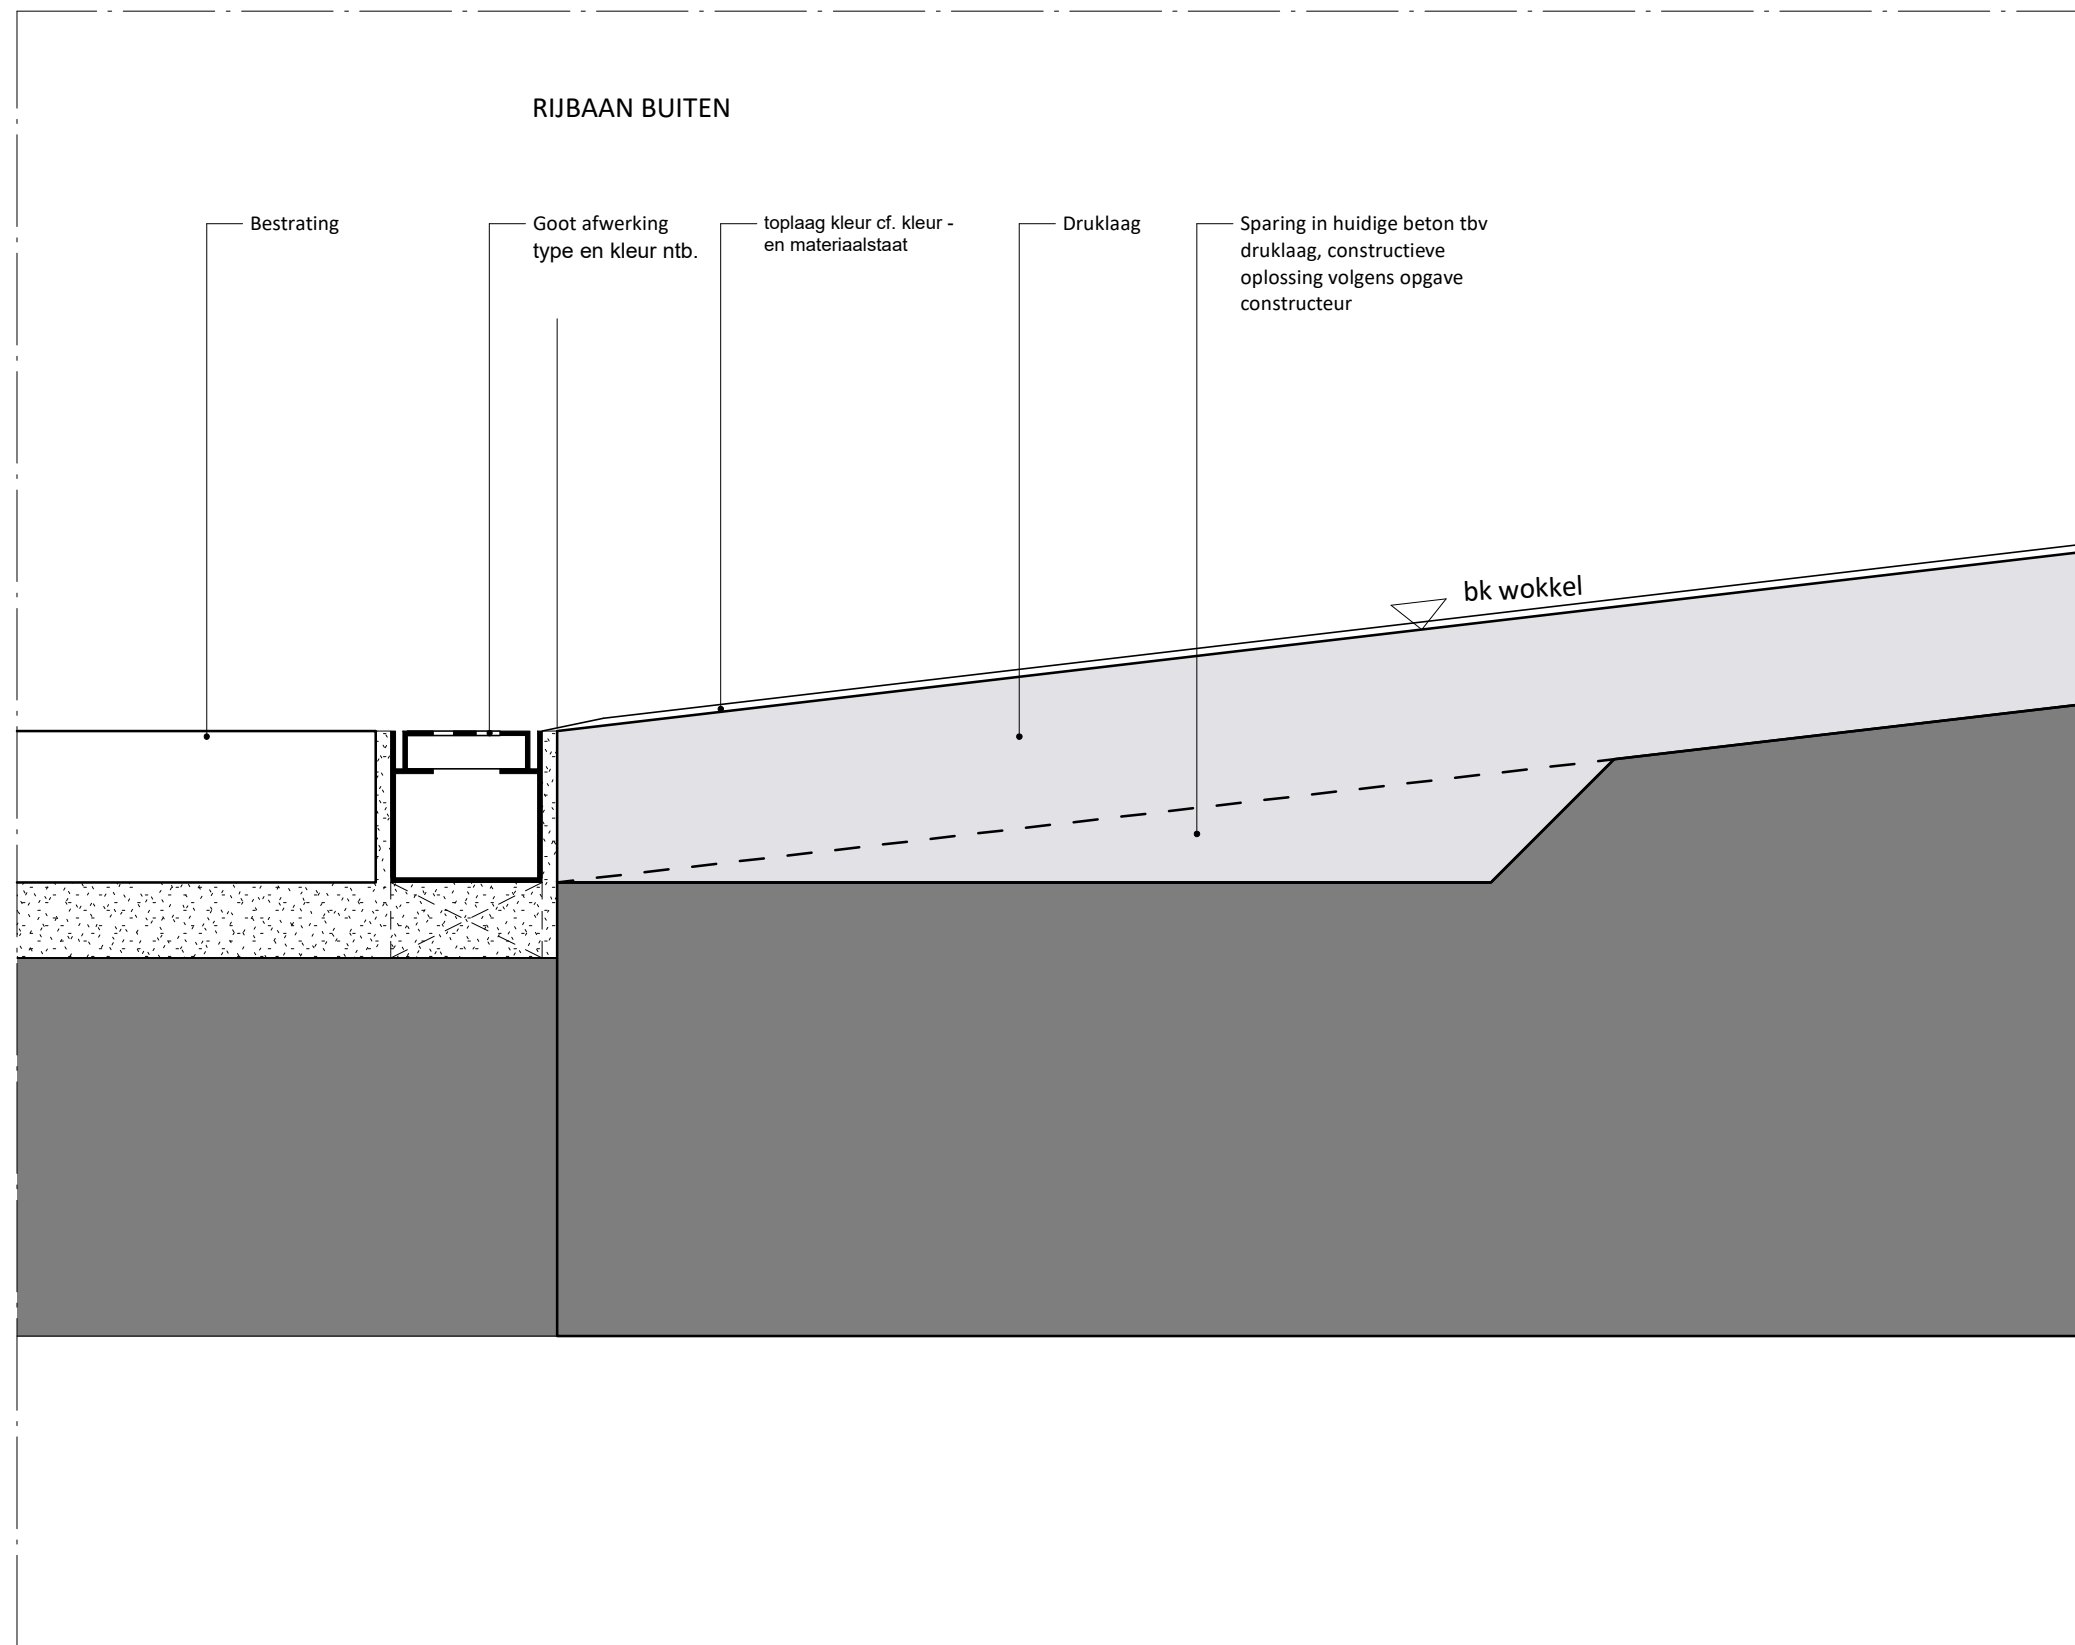 RIJBAAN BUITEN
Bestrating
Goot afwerking
type en kleur ntb.
toplaag kleur cf. kleur -
en materiaalstaat
Druklaag
Sparing in huidige beton tbv
druklaag, constructieve
oplossing volgens opgave
constructeur
bk wokkel